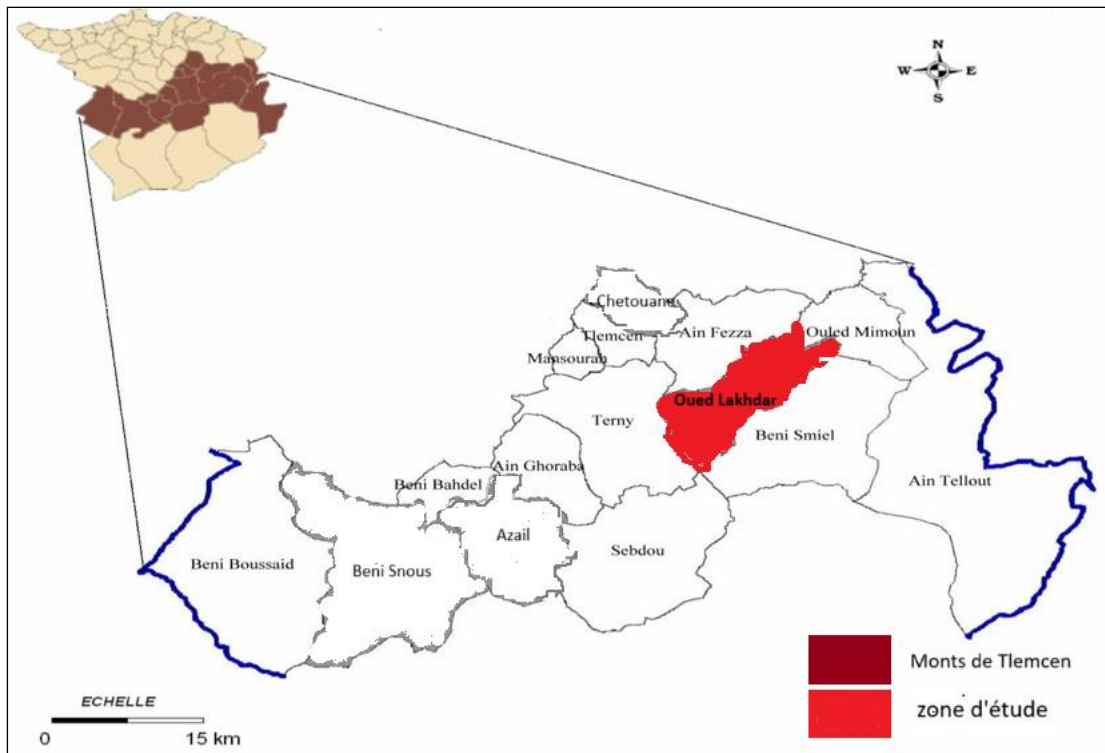 N
W E
S
Chetouang
Tlemcen
Ain Fezza
Ouled Mimoun
Mansourah
Oued Lakhdar
Terny
Beni Smiel
Ain Ghoraba
Beni Bahdel
Ain Tellout
Azail
Sebdou
Beni Boussaid
Beni Snous
Monts de Tlemcen
zone d'étude
ECHELLE
0 15 km